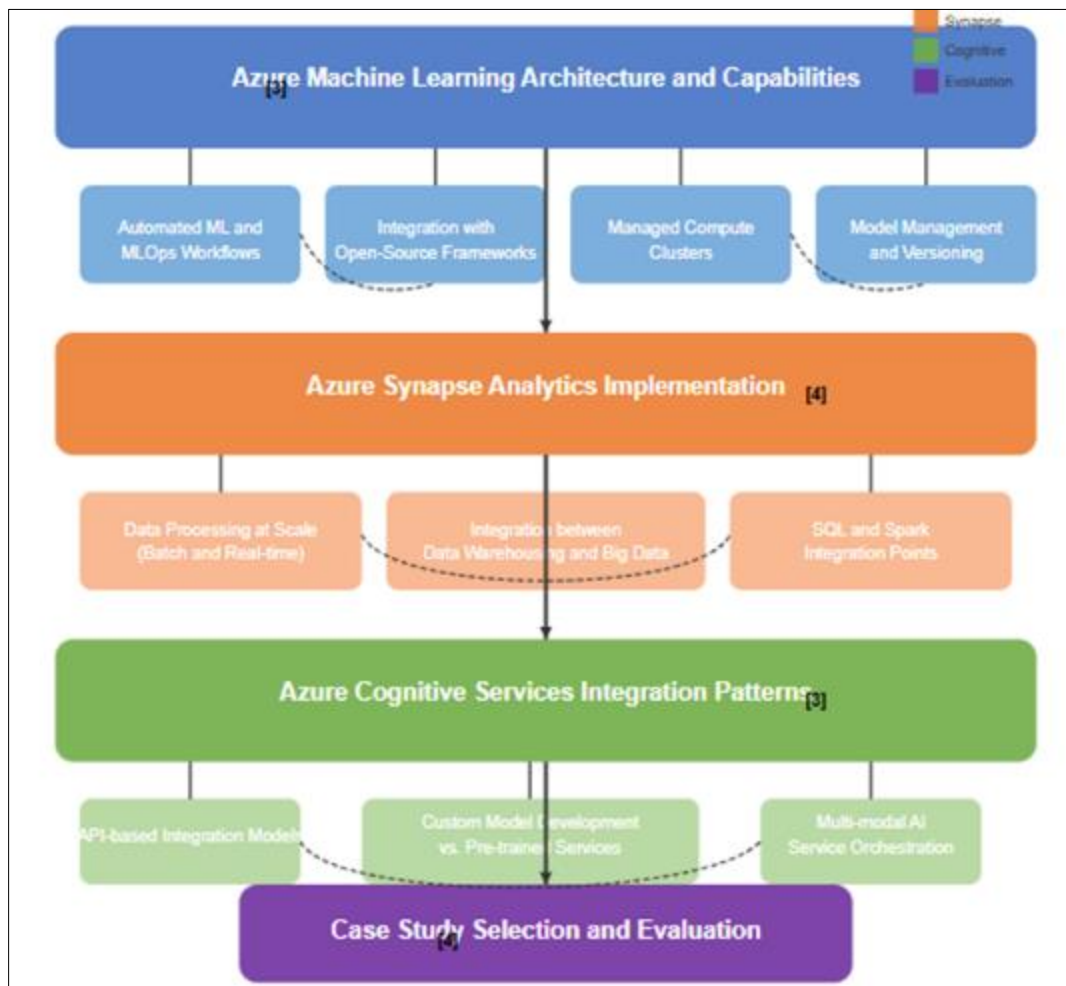 Synapse
Cognitive
Evaluation
Azure Machine Learning Architecture and Capabilities
[3]
Automated ML and
MLOps Workflows
Integration with
Open-Source Frameworks
Managed Compute
Clusters
Model Management
and Versioning
Azure Synapse Analytics Implementation
[4]
Data Processing at Scale
(Batch and Real-time)
Integration between
Data Warehousing and Big Data
SQL and Spark
Integration Points
Azure Cognitive Services Integration Patterns
[3]
API-based Integration Models
Custom Model Development
vs. Pre-trained Services
Multi-modal AI
Service Orchestration
Case Study Selection and Evaluation
[4]